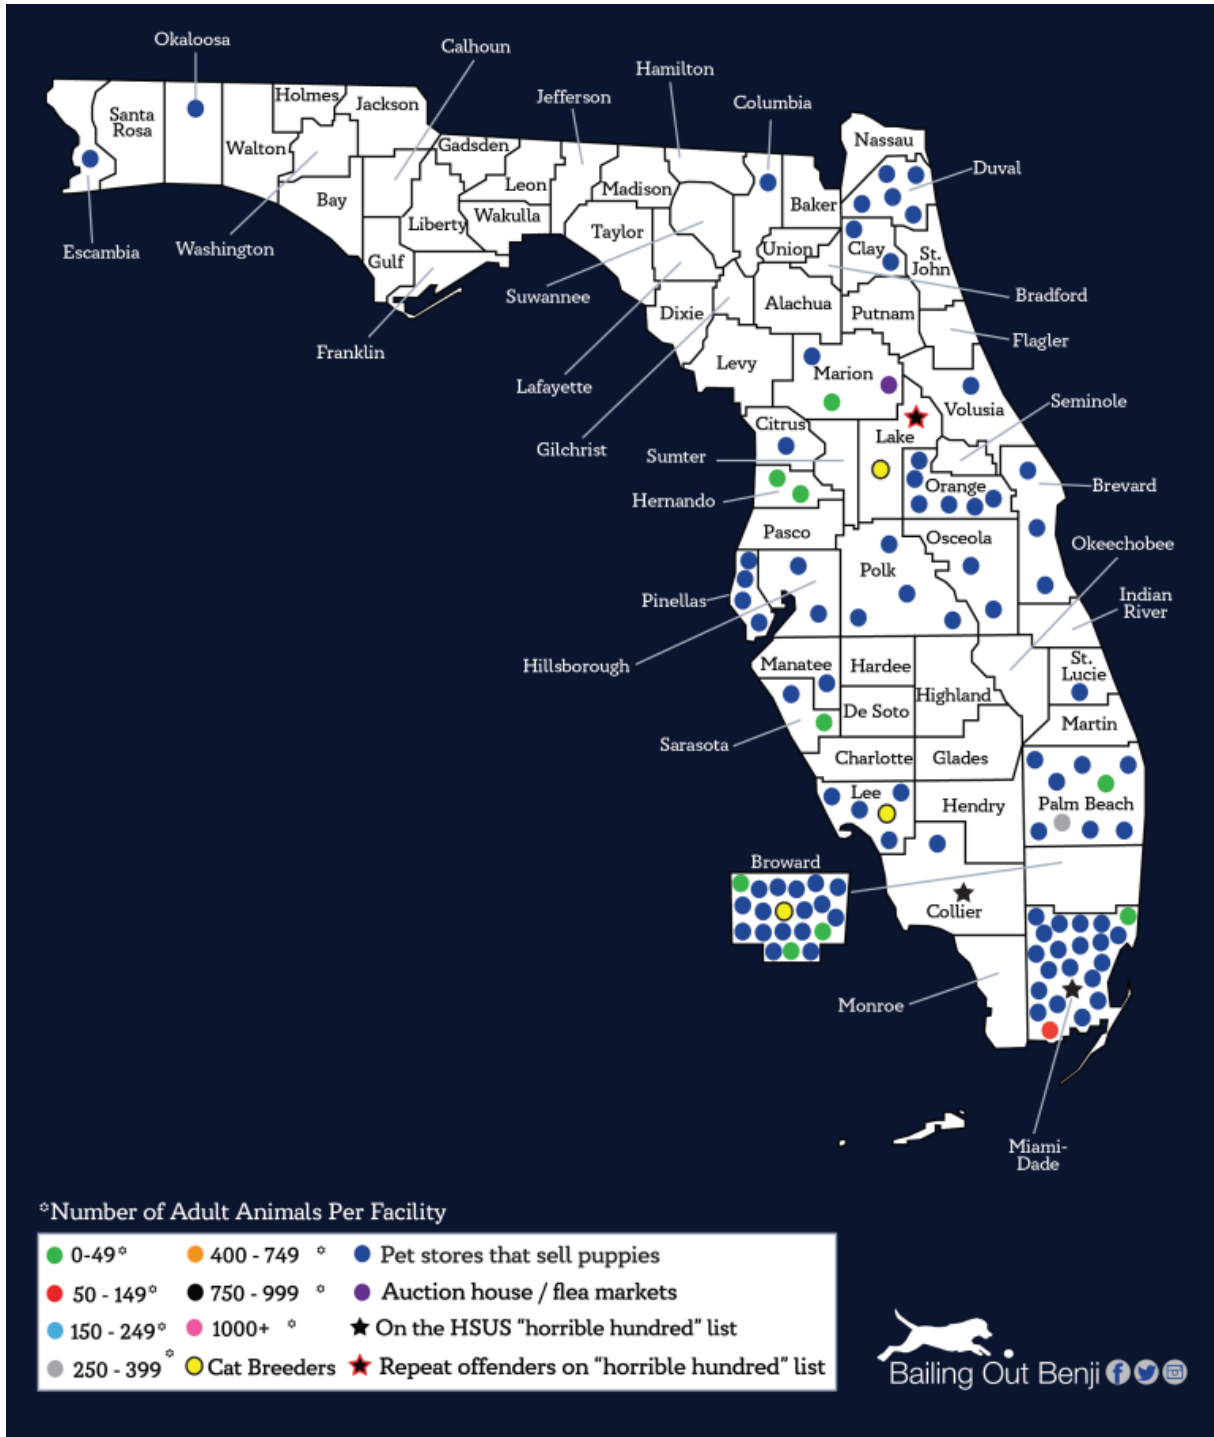 Okaloosa
Calhoun
Hamilton
Jefferson
Columbia
Holmes
Jackson
Santa
Rosa
Nassau
Walton
Gadsden
Duval
Leon
Madison
Bay
Baker
Liberty
Wakulla
Taylor
Union
Clay
St.
John
Escambia
Washington
Gulf
Suwannee
Bradford
Dixie
Alachua
Putnam
Franklin
Flagler
Levy
Marion
Lafayette
Volusia
Seminole
Citrus
Gilchrist
Lake
Sumter
Orange
Brevard
Hernando
Pasco
Osceola
Okeechobee
Polk
Pinellas
Indian
River
Hillsborough
Manatee
Hardee
St.
Lucie
Highland
De Soto
Martin
Sarasota
Charlotte
Glades
Lee
Hendry
Palm Beach
Broward
Collier
Monroe
Miami-
Dade
*Number of Adult Animals Per Facility
0-49*
400 - 749 *
Pet stores that sell puppies
50 - 149*
750 - 999 *
Auction house / flea markets
150 - 249*
1000+ *
On the HSUS “horrible hundred” list
250 - 399 *
Cat Breeders
Repeat offenders on “horrible hundred” list
Bailing Out Benji